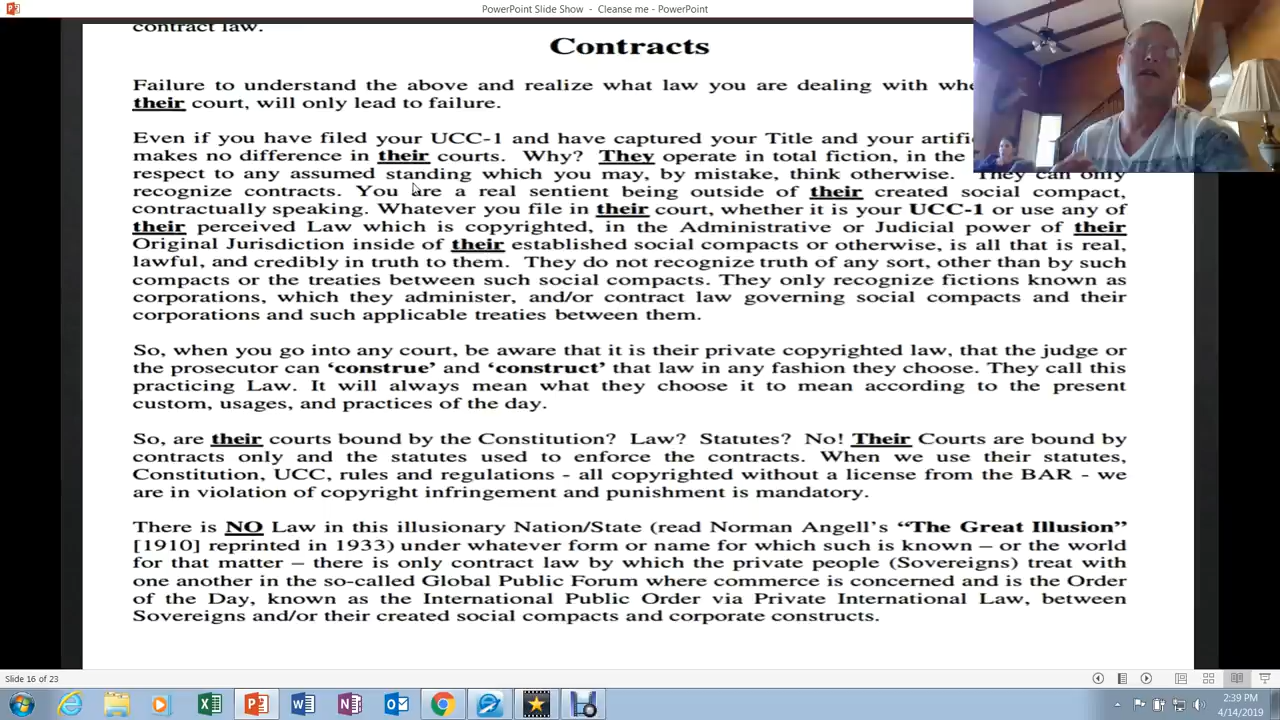 PowerPoint Slide Show - Cleanse me - PowerPoint
contract law.
Contracts
Failure to understand the above and realize what law you are dealing with
their court, will only lead to failure.
Even if you have filed your UCC-1 and have captured your Title and your
makes no difference in their courts. Why? They operate in total fiction, in the
respect to any assumed standing which you may, by mistake, think otherwise. They can only
recognize contracts. You are a real sentient being outside of their created social compact,
contractually speaking. Whatever you file in their court, whether it is your UCC-1 or use any of
their perceived Law which is copyrighted, in the Administrative or Judicial power of their
Original Jurisdiction inside of their established social compacts or otherwise, is all that is real,
lawful, and credibly in truth to them. They do not recognize truth of any sort, other than by such
compacts or the treaties between such social compacts. They only recognize fictions known as
corporations, which they administer, and/or contract law governing social compacts and their
corporations and such applicable treaties between them.
So, when you go into any court, be aware that it is their private copyrighted law, that the judge or
the prosecutor can ‘construe’ and ‘construct’ that law in any fashion they choose. They call this
practicing Law. It will always mean what they choose it to mean according to the present
custom, usages, and practices of the day.
So, are their courts bound by the Constitution? Law? Statutes? No! Their Courts are bound by
contracts only and the statutes used to enforce the contracts. When we use their statutes,
Constitution, UCC, rules and regulations - all copyrighted without a license from the BAR - we
are in violation of copyright infringement and punishment is mandatory.
There is NO Law in this illusionary Nation/State (read Norman Angell’s “The Great Illusion”
[1910] reprinted in 1933) under whatever form or name for which such is known – or the world
for that matter – there is only contract law by which the private people (Sovereigns) treat with
one another in the so-called Global Public Forum where commerce is concerned and is the Order
of the Day, known as the International Public Order via Private International Law, between
Sovereigns and/or their created social compacts and corporate constructs.
Slide 16 of 23
2:39 PM
4/14/2019